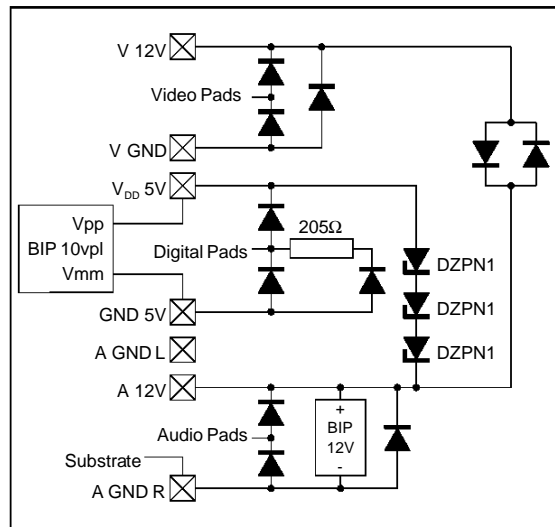 V 12V
Video Pads
V GND
VDD 5V
Vpp
BIP 10vpl
Vmm
205Ω
Digital Pads
DZPN1
GND 5V
DZPN1
A GND L
DZPN1
A 12V
+
BIP
12V
-
Audio Pads
Substrate
A GND R